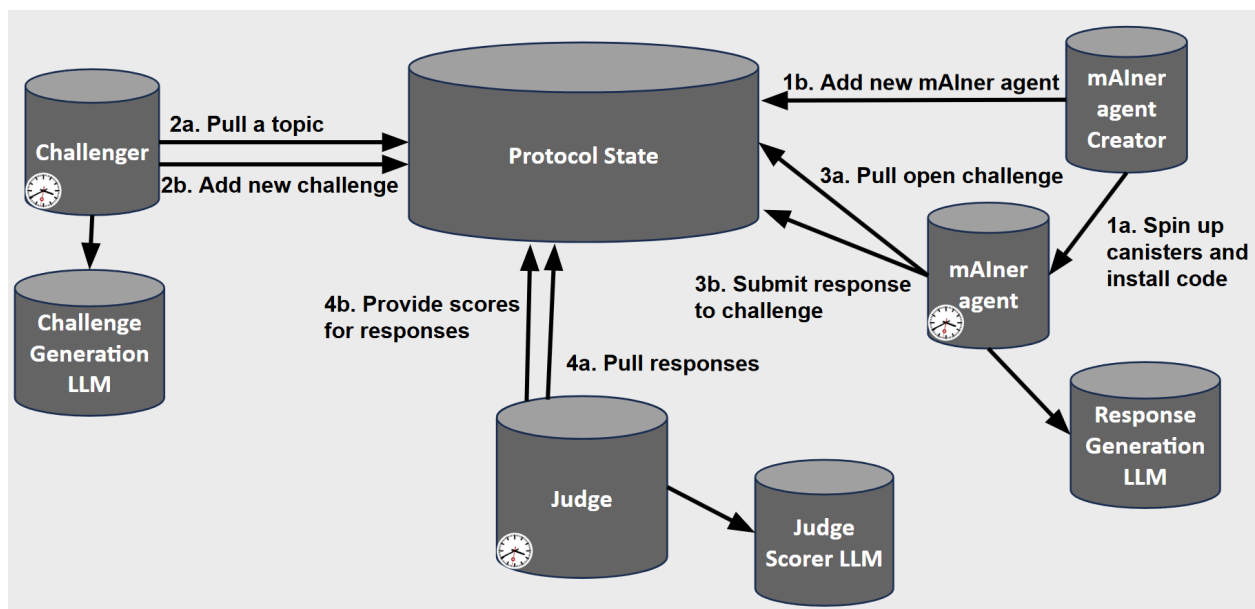 Challenger
2a. Pull a topic
2b. Add new challenge
Challenge
Generation
LLM
Protocol State
1b. Add new mAIner agent
mAIner
agent
Creator
3a. Pull open challenge
3b. Submit response
to challenge
1a. Spin up
canisters and
install code
mAIner
agent
Response
Generation
LLM
4b. Provide scores
for responses
4a. Pull responses
Judge
Judge
Scorer LLM